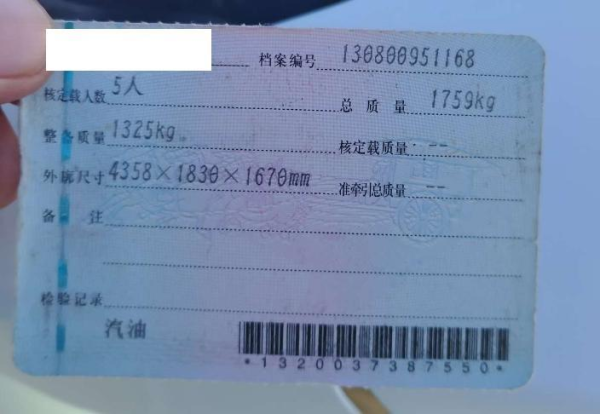 档案编号 130800951168
核定载人数 5人 总质量 1759kg
整备质量 1325kg 核定载质量 --
外廓尺寸 4358×1830×1670mm 准牵引总质量 --
备注
检验记录
汽油
*1320037387550*